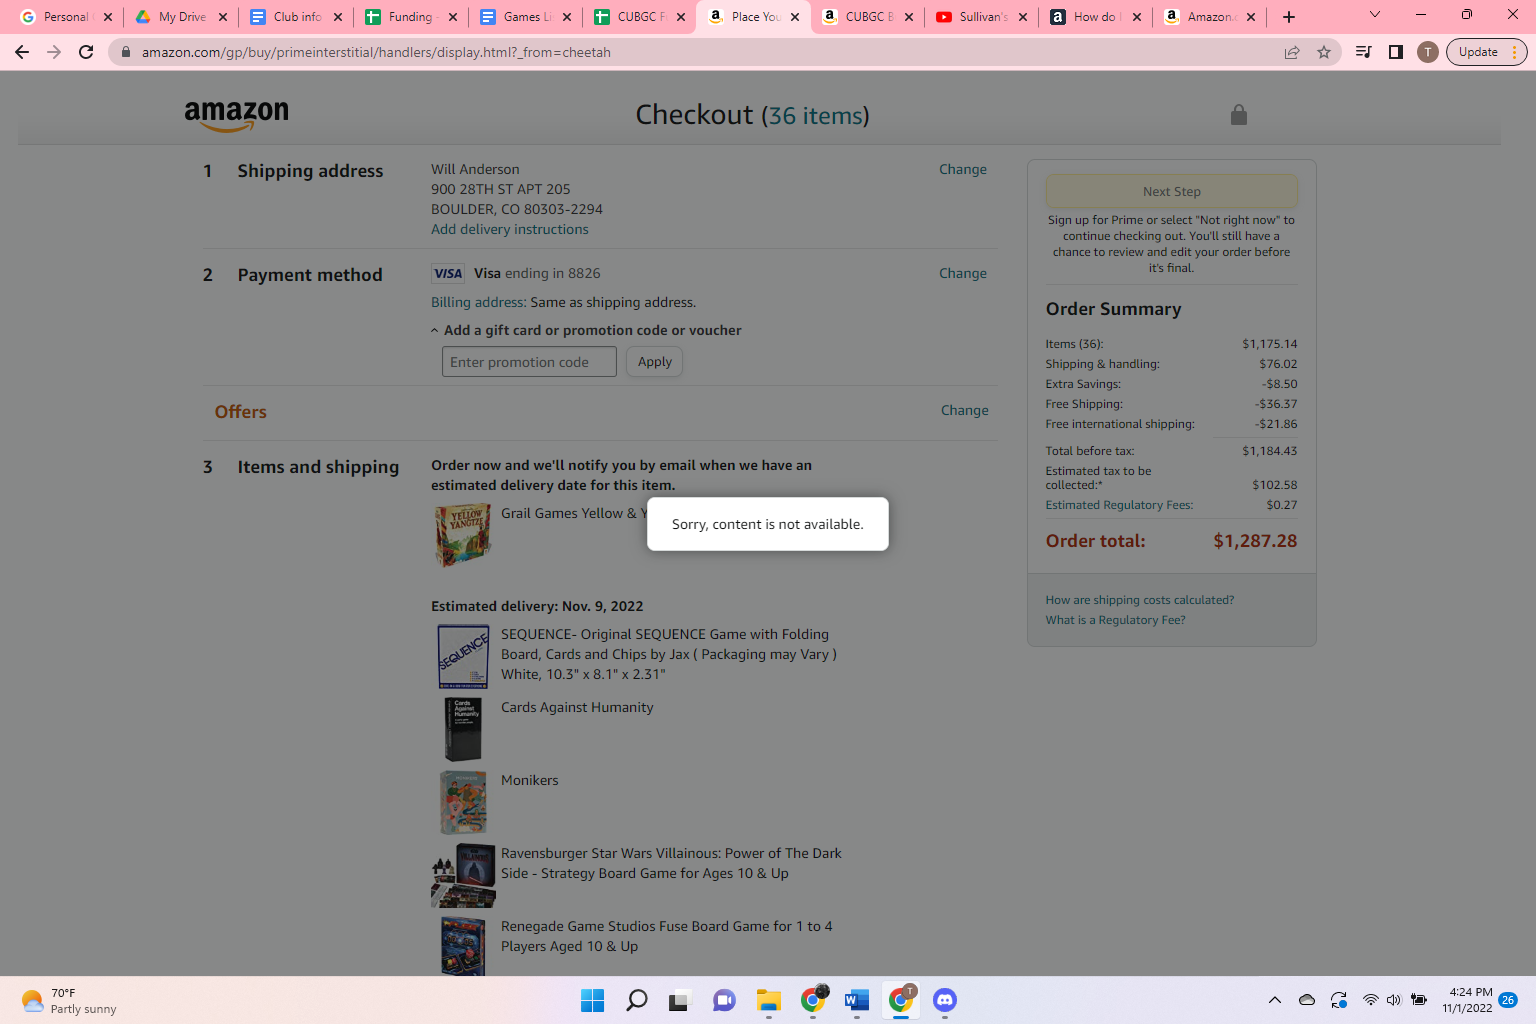 Personal
My Drive
Club info
Funding -
Games Li
CUBGC F
Place You
CUBGC B
Sullivan's
How do
Amazon.c
amazon.com/gp/buy/primeinterstitial/handlers/display.html?_from=cheetah
T
Update
amazon
Checkout (36 items)
1 Shipping address
Will Anderson
900 28TH ST APT 205
BOULDER, CO 80303-2294
Add delivery instructions
Change
2 Payment method
VISA Visa ending in 8826
Change
Billing address: Same as shipping address.
Add a gift card or promotion code or voucher
Enter promotion code
Apply
Offers
Change
3 Items and shipping
Order now and we'll notify you by email when we have an
estimated delivery date for this item.
YELLOW
YANGTZE
Grail Games Yellow & Y
Sorry, content is not available.
Estimated delivery: Nov. 9, 2022
SEQUENCE
SEQUENCE- Original SEQUENCE Game with Folding
Board, Cards and Chips by Jax ( Packaging may Vary )
White, 10.3" x 8.1" x 2.31"
Cards
Against
Humanity
Cards Against Humanity
Monikers
VILLAINOUS
Ravensburger Star Wars Villainous: Power of The Dark
Side - Strategy Board Game for Ages 10 & Up
Renegade Game Studios Fuse Board Game for 1 to 4
Players Aged 10 & Up
Next Step
Sign up for Prime or select "Not right now" to
continue checking out. You'll still have a
chance to review and edit your order before
it's final.
Order Summary
Items (36): $1,175.14
Shipping & handling: $76.02
Extra Savings: -$8.50
Free Shipping: -$36.37
Free international shipping: -$21.86
Total before tax: $1,184.43
Estimated tax to be
collected:* $102.58
Estimated Regulatory Fees: $0.27
Order total: $1,287.28
How are shipping costs calculated?
What is a Regulatory Fee?
70°F
Partly sunny
T
4:24 PM
11/1/2022
26